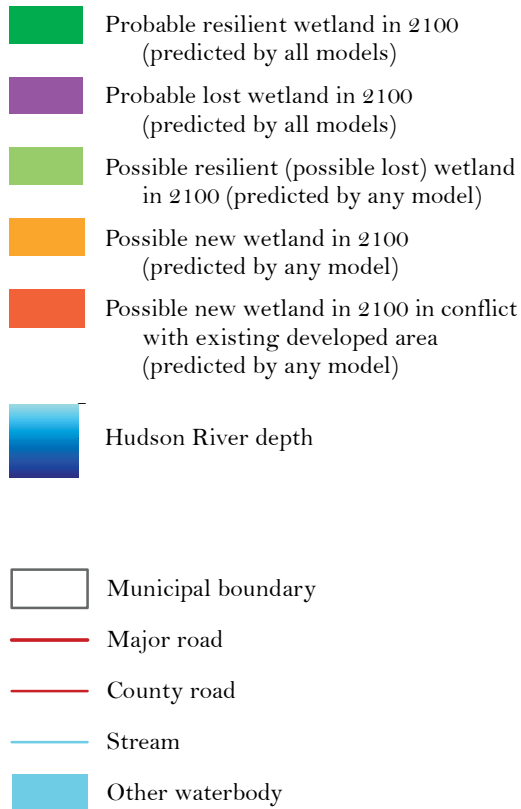 Probable resilient wetland in 2100
(predicted by all models)
Probable lost wetland in 2100
(predicted by all models)
Possible resilient (possible lost) wetland
in 2100 (predicted by any model)
Possible new wetland in 2100
(predicted by any model)
Possible new wetland in 2100 in conflict
with existing developed area
(predicted by any model)
Hudson River depth
Municipal boundary
Major road
County road
Stream
Other waterbody